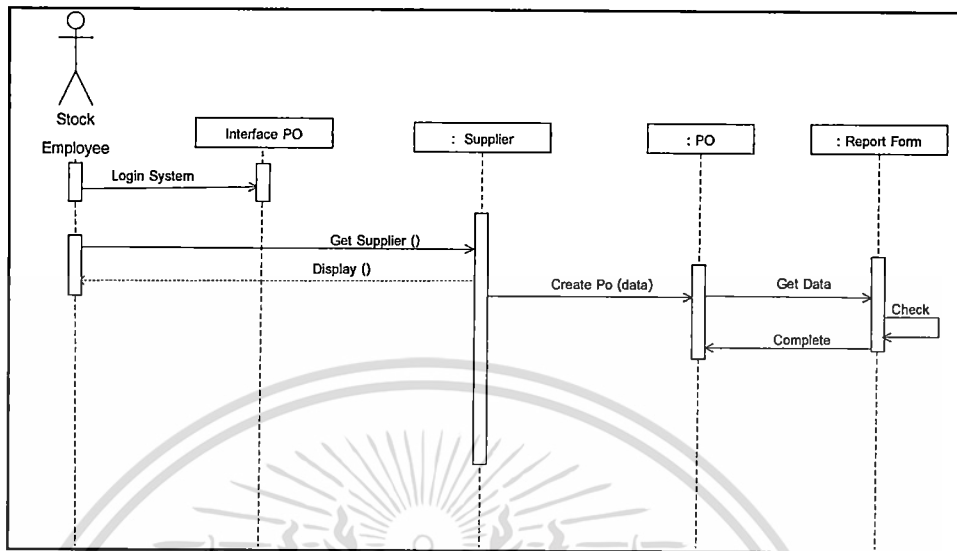 Stock
Employee
Interface PO
: Supplier
: PO
: Report Form
Login System
Get Supplier ()
Display ()
Create Po (data)
Get Data
Check
Complete